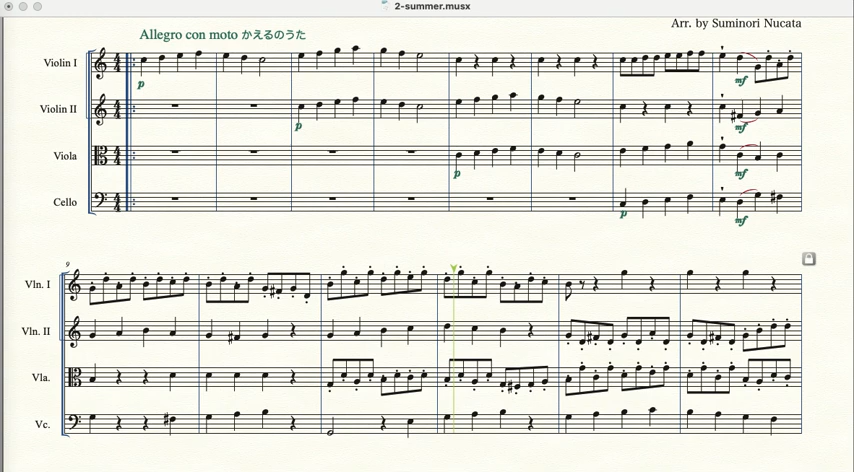 2-summer.musx
Arr. by Suminori Nucata
Allegro con moto かえるのうた
Violin I
p
mf
Violin II
p
mf
Viola
p
mf
Cello
p
mf
9
Vln. I
Vln. II
Vla.
Vc.